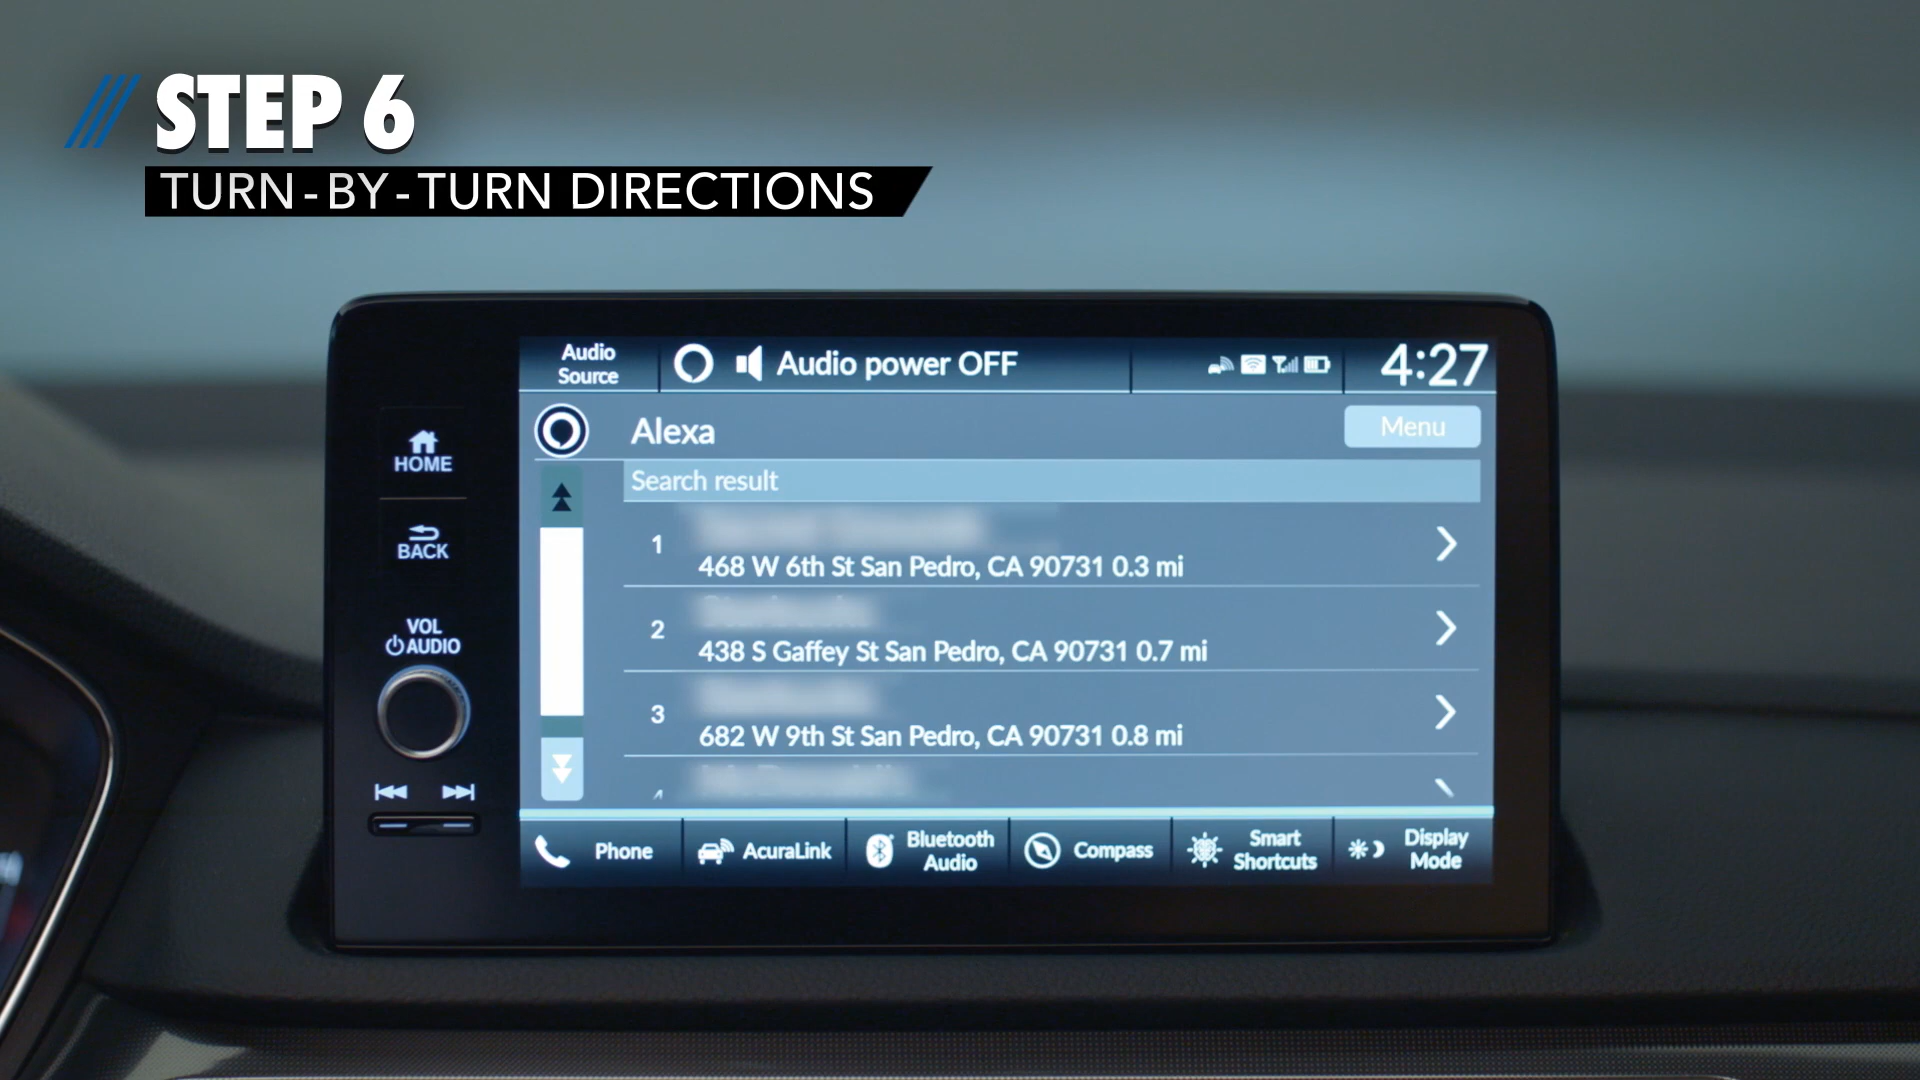 STEP 6
TURN-BY-TURN DIRECTIONS
Audio Source
Audio power OFF
4:27
Alexa
Menu
HOME
Search result
1
468 W 6th St San Pedro, CA 90731 0.3 mi
BACK
2
438 S Gaffey St San Pedro, CA 90731 0.7 mi
VOL
AUDIO
3
682 W 9th St San Pedro, CA 90731 0.8 mi
Phone
AcuraLink
Bluetooth
Audio
Compass
Smart
Shortcuts
Display
Mode